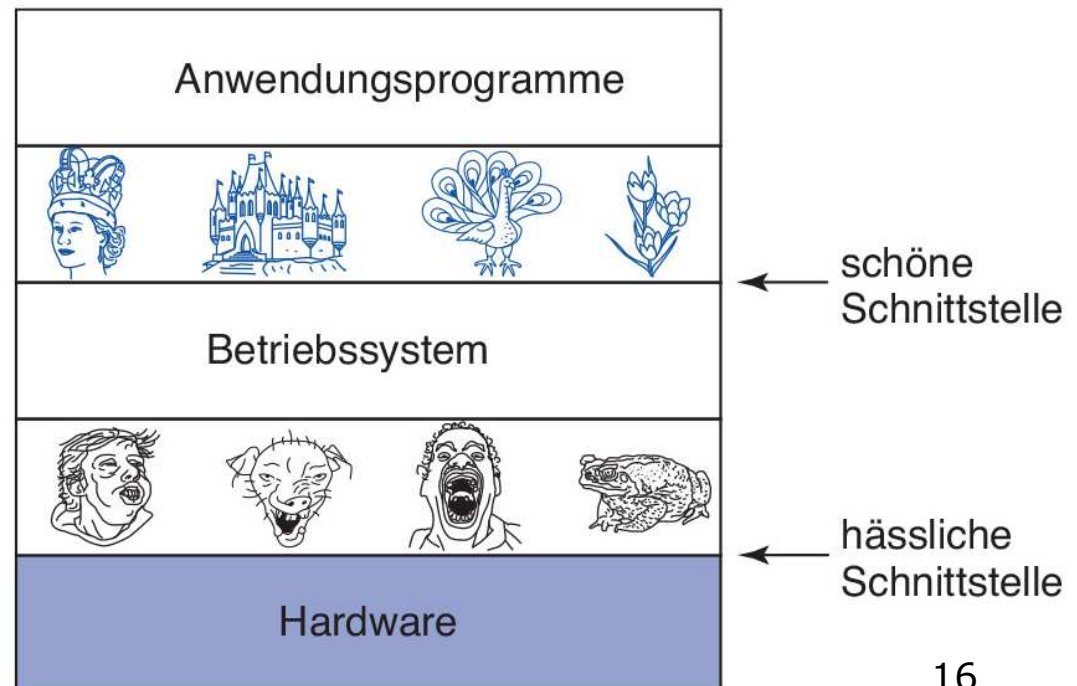 Anwendungsprogramme
schöne
Schnittstelle
Betriebssystem
hässliche
Schnittstelle
Hardware
16